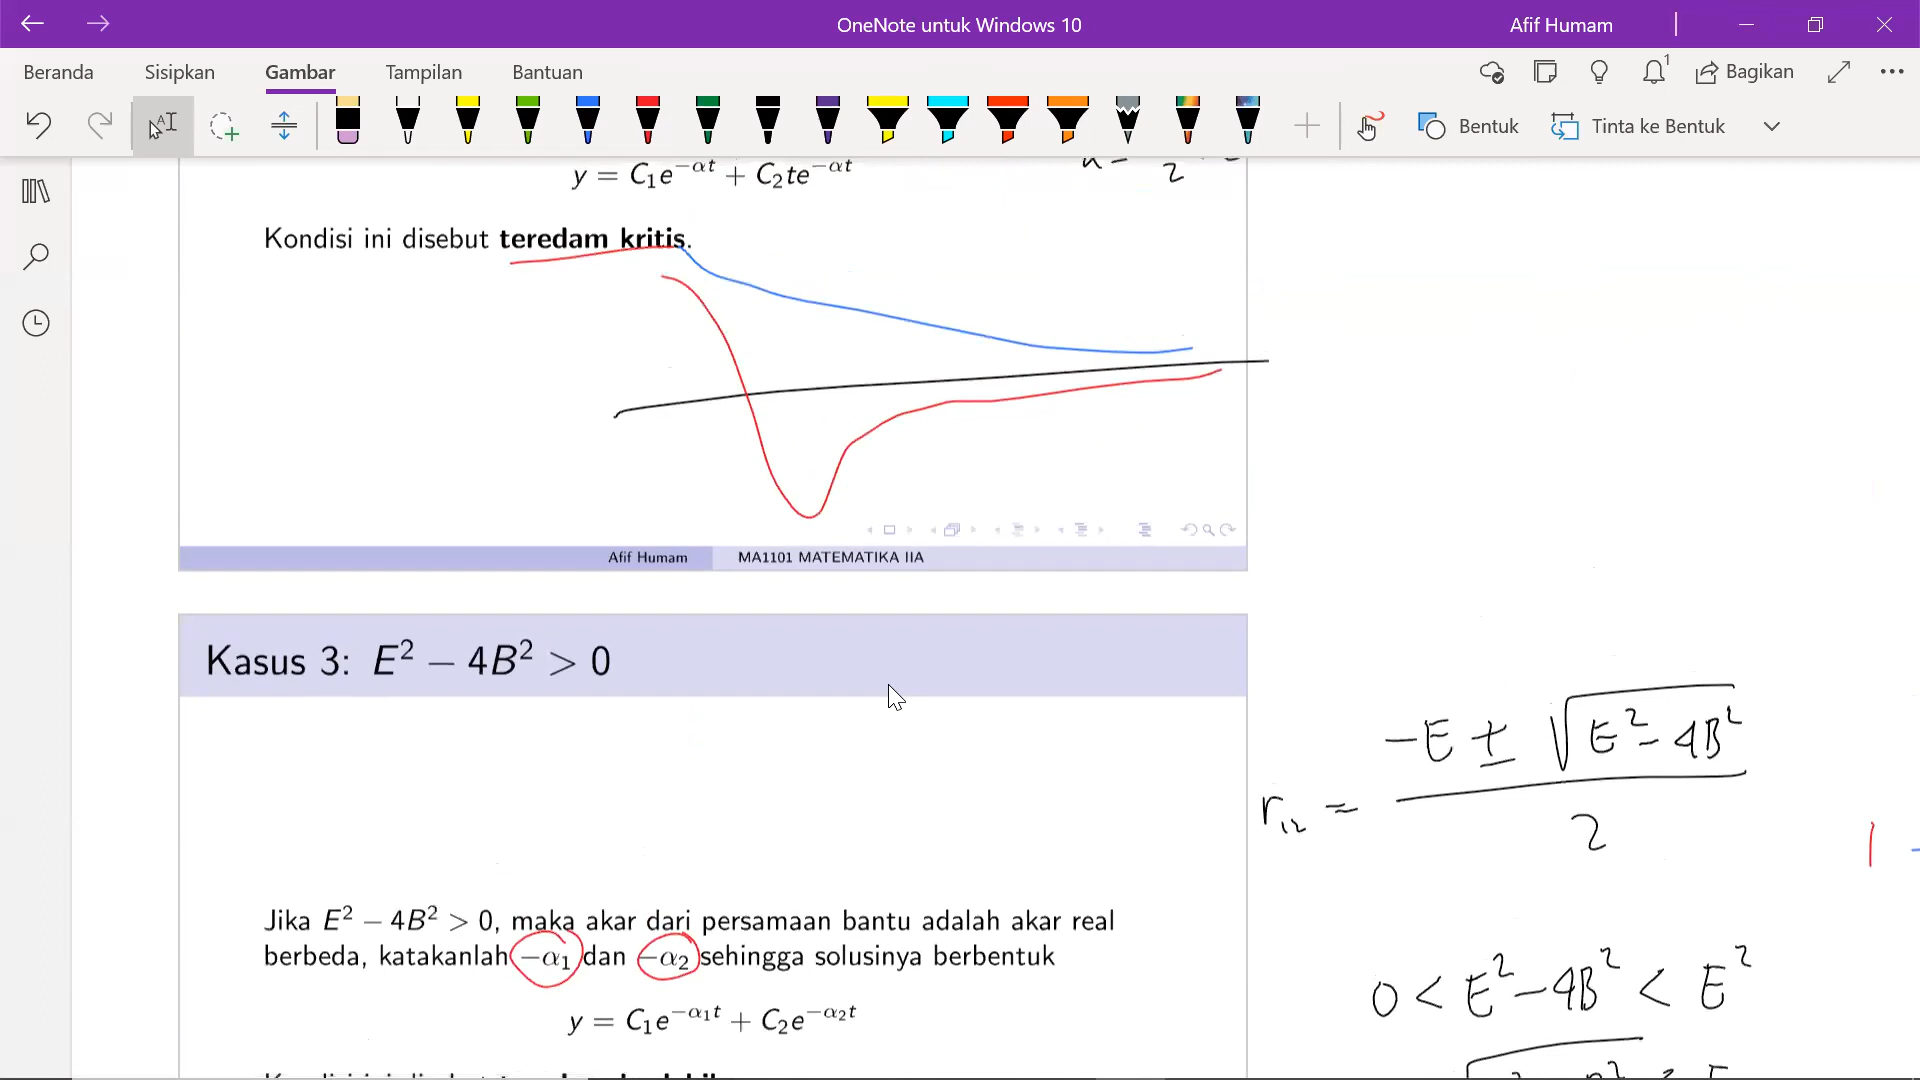 OneNote untuk Windows 10
Afif Humam
Beranda Sisipkan Gambar Tampilan Bantuan
1
Bagikan
Bentuk Tinta ke Bentuk
y = C₁e^{−αt} + C₂te^{−αt}
2
Kondisi ini disebut teredam kritis.
Afif Humam MA1101 MATEMATIKA IIA
Kasus 3: E² − 4B² > 0
−E ± √(E² − 4B²)
r₁₂ =
2
Jika E² − 4B² > 0, maka akar dari persamaan bantu adalah akar real
berbeda, katakanlah −α₁ dan −α₂ sehingga solusinya berbentuk
y = C₁e^{−α₁t} + C₂e^{−α₂t}
0 < E² − 4B² < E²